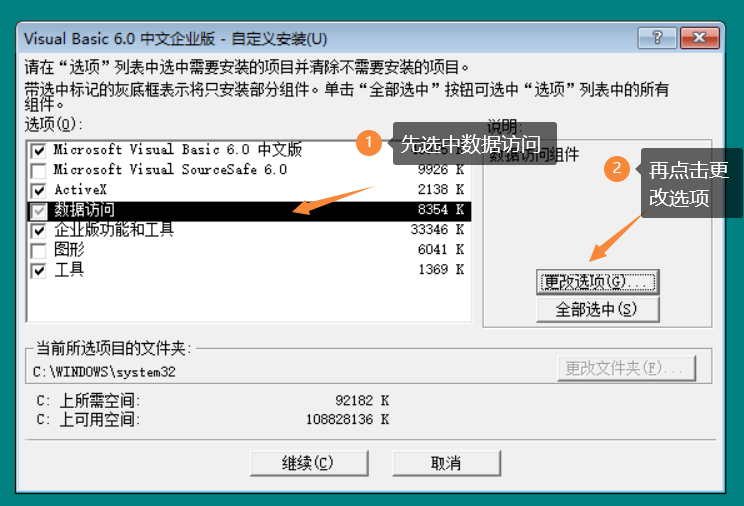 Visual Basic 6.0 中文企业版 - 自定义安装(U)
请在“选项”列表中选中需要安装的项目并清除不需要安装的项目。
带选中标记的灰底框表示将只安装部分组件。单击“全部选中”按钮可选中“选项”列表中的所有
组件。
选项(O):
说明:
Microsoft Visual Basic 6.0 中文版
Microsoft Visual SourceSafe 6.0 9926 K
ActiveX 2138 K
数据访问 8354 K
企业版功能和工具 33346 K
图形 6041 K
工具 1369 K
1 先选中数据访问
数据访问组件
2 再点击更
改选项
更改选项(G)...
全部选中(S)
当前所选项目的文件夹:
C:\WINDOWS\system32
更改文件夹(F)...
C: 上所需空间: 92182 K
C: 上可用空间: 108828136 K
继续(C)
取消